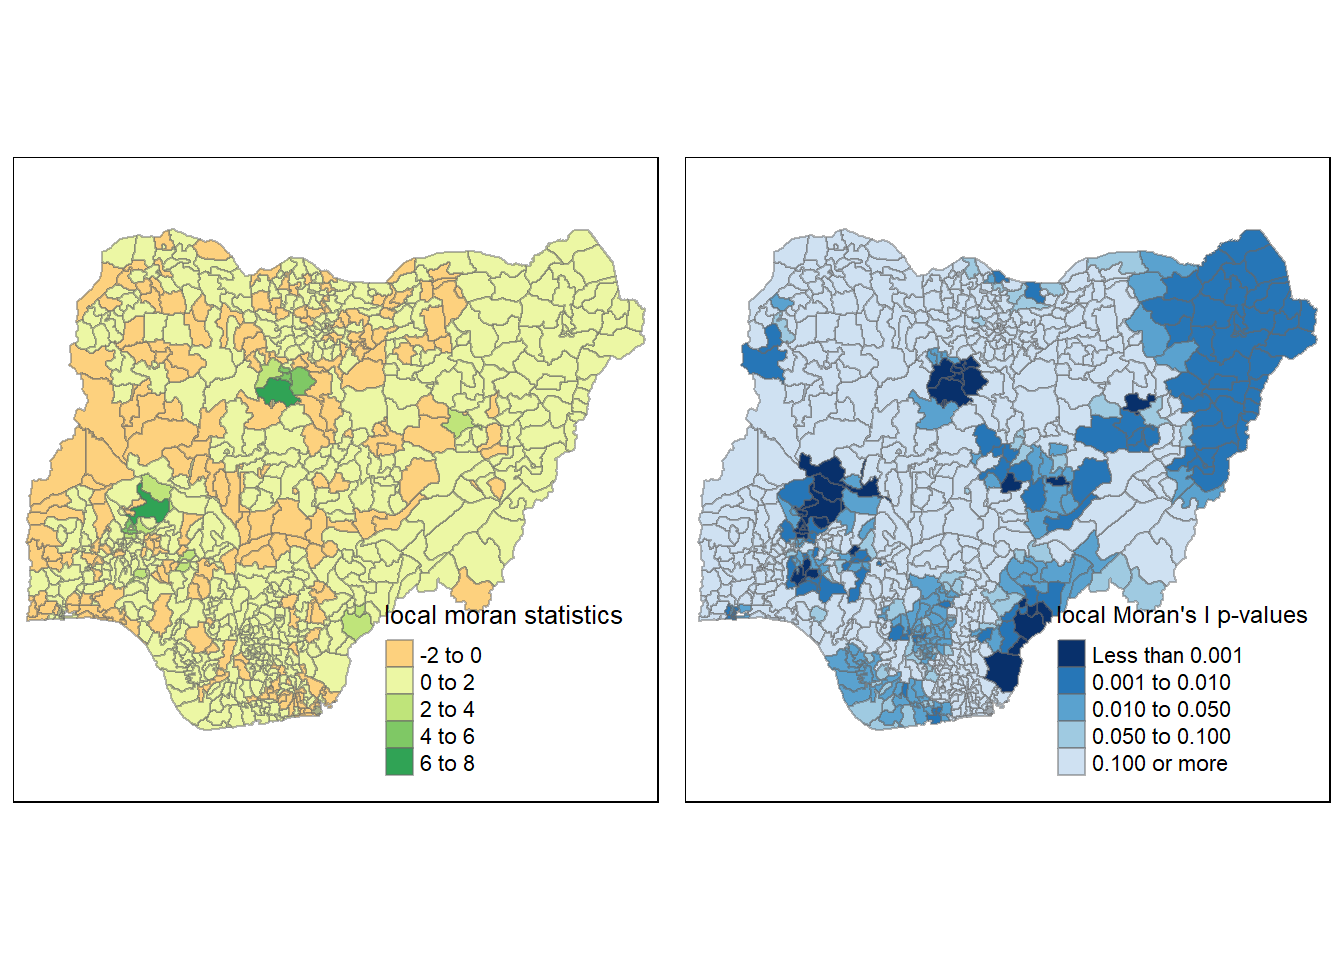 local moran statistics
-2 to 0
0 to 2
2 to 4
4 to 6
6 to 8
local Moran's I p-values
Less than 0.001
0.001 to 0.010
0.010 to 0.050
0.050 to 0.100
0.100 or more